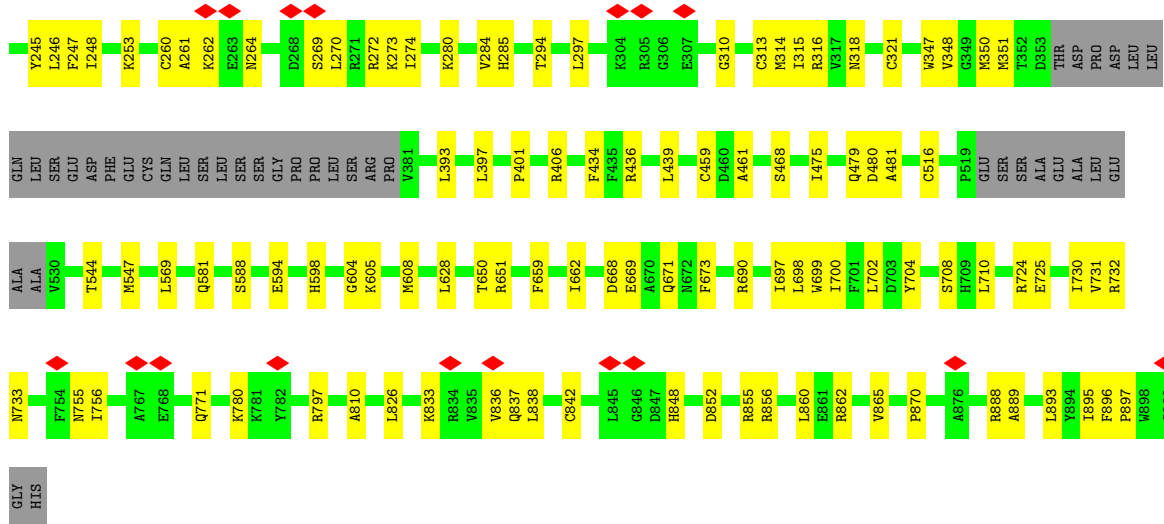 Y245 L246 F247 I248 K253 C260 A261 K262 E263 N264 D268 S269 L270 R271 R272 K273 I274 K280 V284 H285 T294 L297 K304 R305 G306 E307 G310 C313 M314 I315 R316 V317 N318 C321 W347 V348 G349 M350 M351 T352 D353 THR ASP PRO ASP LEU LEU
GLN LEU SER GLU ASP PHE GLU CYS GLN LEU SER LEU SER SER GLY PRO PRO LEU SER ARG PRO V381 L393 L397 P401 R406 F434 F435 R436 L439 C459 D460 A461 S468 I475 Q479 D480 A481 C516 P519 GLU SER SER ALA GLU ALA LEU GLU
ALA ALA V530 T544 M547 L569 Q581 S588 E594 H598 G604 K605 M608 L628 T650 R651 F659 I662 D668 E669 A670 Q671 N672 F673 R690 I697 L698 W699 I700 F701 L702 D703 Y704 S708 H709 L710 R724 E725 I730 V731 R732
N733 F754 N755 I756 A767 E768 Q771 K780 K781 Y782 R797 A810 L826 K833 R834 V835 V836 Q837 L838 C842 L845 G846 D847 H848 D852 R855 R856 L860 E861 R862 V865 P870 A876 R888 A889 L893 Y894 I895 F896 P897 W898
GLY HIS